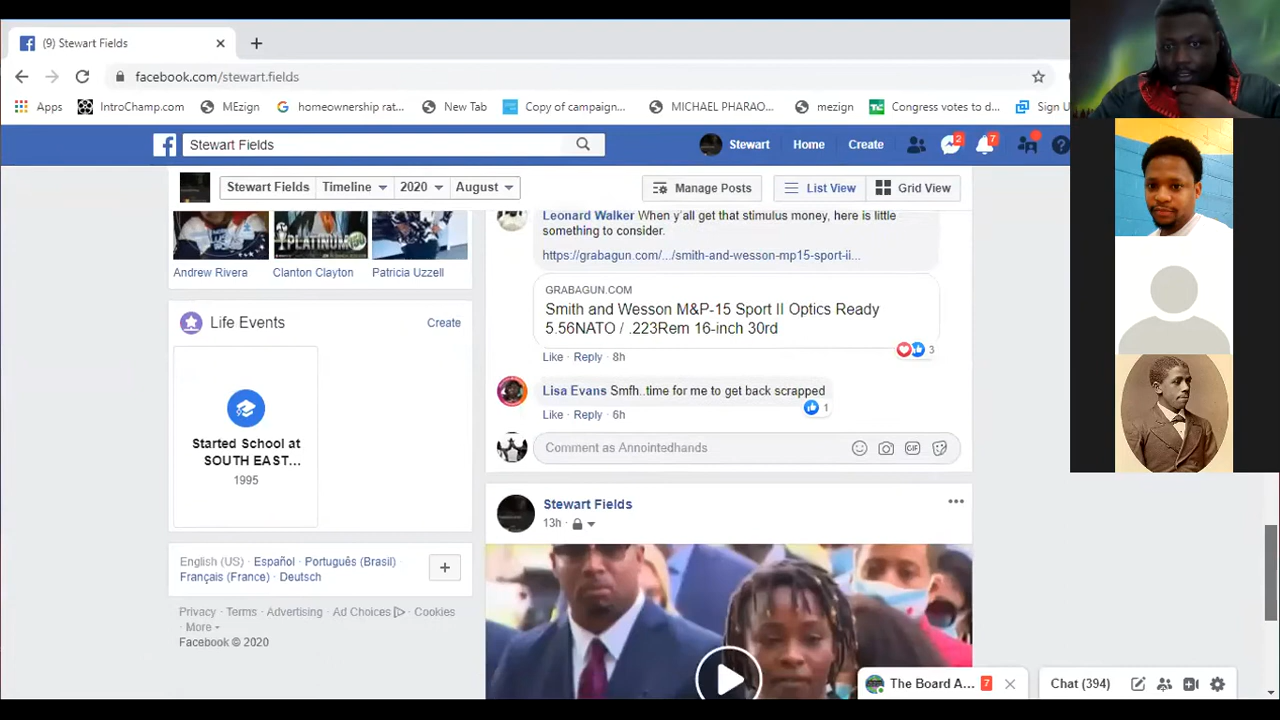 (9) Stewart Fields
facebook.com/stewart.fields
Apps IntroChamp.com MEzign homeownership rat... New Tab Copy of campaign... MICHAEL PHARAO... mezign Congress votes to d... Sign U
Stewart Fields
Stewart Home Create 2 7
Stewart Fields Timeline 2020 August Manage Posts List View Grid View
PLATINUM
Andrew Rivera Clanton Clayton Patricia Uzzell
Life Events Create
Started School at
SOUTH EAST...
1995
English (US) · Español · Português (Brasil) ·
Français (France) · Deutsch
Privacy · Terms · Advertising · Ad Choices · Cookies
· More
Facebook © 2020
Leonard Walker When y'all get that stimulus money, here is little
something to consider.
https://grabagun.com/.../smith-and-wesson-mp15-sport-ii...
GRABAGUN.COM
Smith and Wesson M&P-15 Sport II Optics Ready
5.56NATO / .223Rem 16-inch 30rd
3
Like · Reply · 8h
Lisa Evans Smfh..time for me to get back scrapped
1
Like · Reply · 6h
Comment as Annointedhands
GIF
Stewart Fields
13h ·
The Board A... 7
Chat (394)